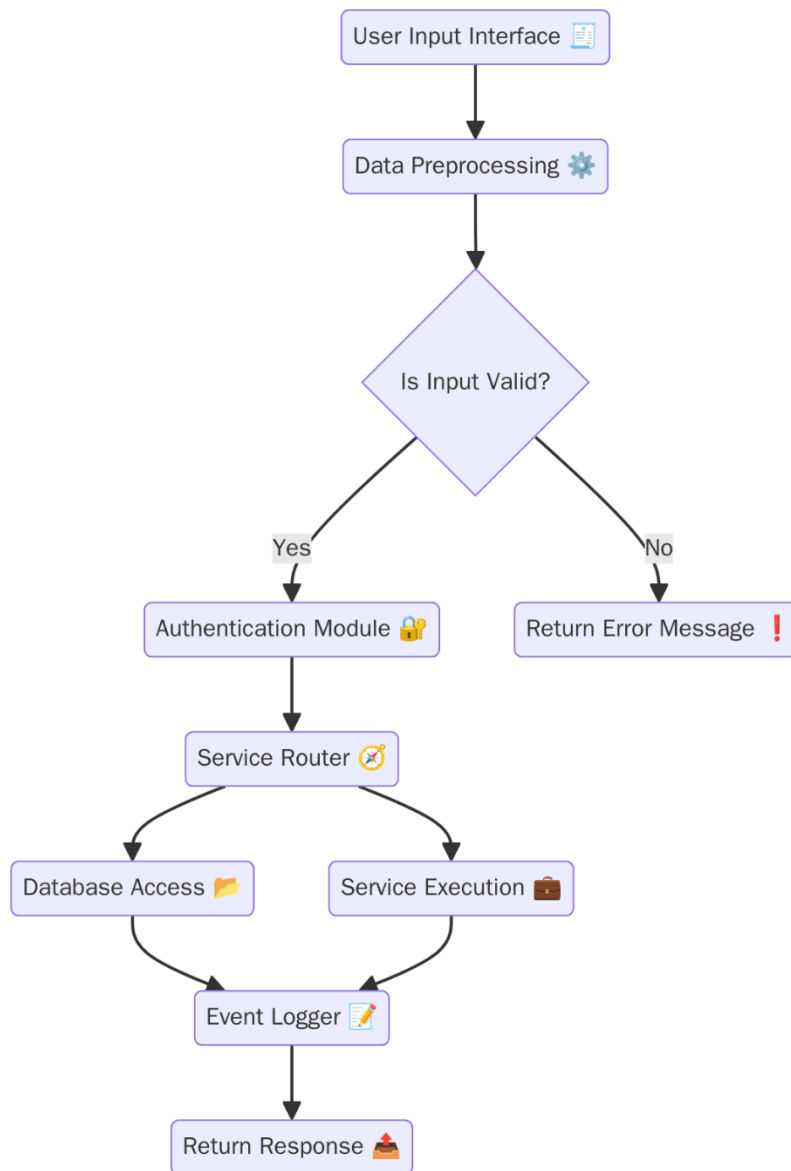 User Input Interface 🧾
Data Preprocessing ⚙️
Is Input Valid?
Yes
No
Authentication Module 🔐
Return Error Message ❗
Service Router 🧭
Database Access 📂
Service Execution 💼
Event Logger 📝
Return Response 📤